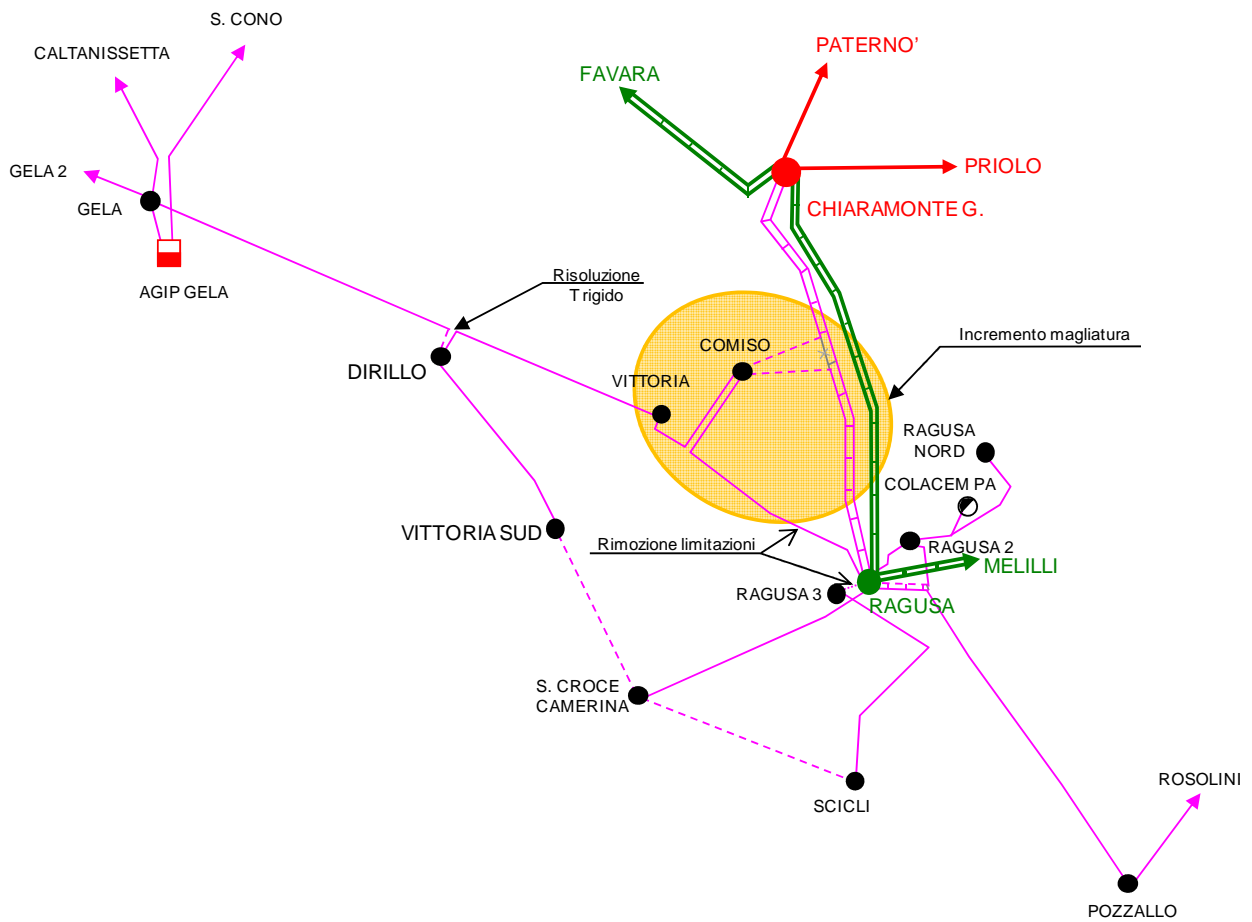 S. CONO
CALTANISSETTA
PATERNO’
FAVARA
GELA 2
PRIOLO
GELA
CHIARAMONTE G.
AGIP GELA
Risoluzione
T rigido
Incremento magliatura
COMISO
DIRILLO
VITTORIA
RAGUSA
NORD
COLACEM PA
VITTORIA SUD
Rimozione limitazioni
RAGUSA 2
MELILLI
RAGUSA 3
RAGUSA
S. CROCE
CAMERINA
SCICLI
ROSOLINI
POZZALLO